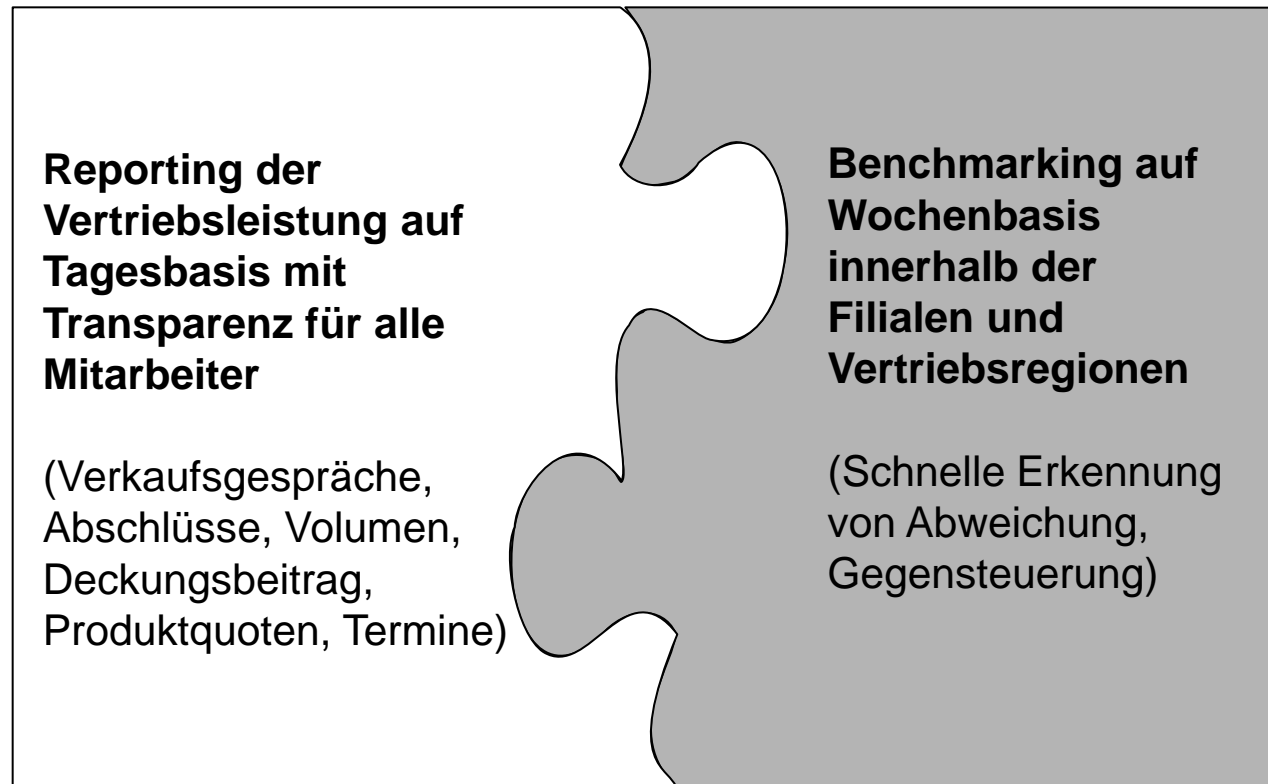 Reporting der
Vertriebsleistung auf
Tagesbasis mit
Transparenz für alle
Mitarbeiter
(Verkaufsgespräche,
Abschlüsse, Volumen,
Deckungsbeitrag,
Produktquoten, Termine)
Benchmarking auf
Wochenbasis
innerhalb der
Filialen und
Vertriebsregionen
(Schnelle Erkennung
von Abweichung,
Gegensteuerung)